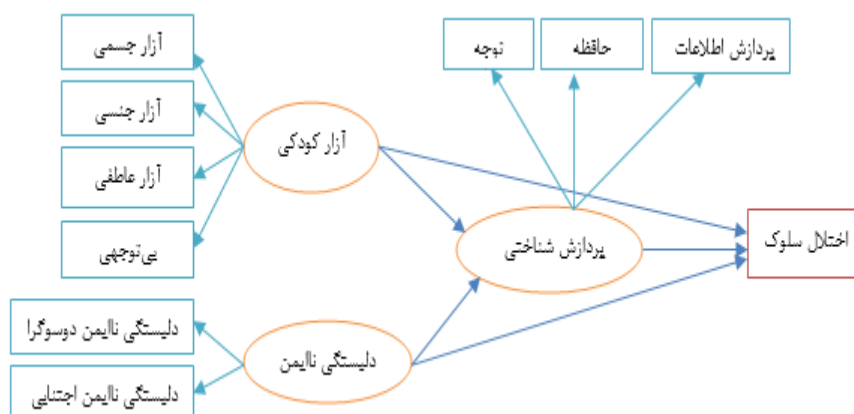 پردازش اطلاعات
حافظه
توجه
آزار جسمی
آزار جنسی
آزار عاطفی
بی‌توجهی
آزار کودکی
پردازش شناختی
اختلال سلوک
دلبستگی ناایمن دوسوگرا
دلبستگی ناایمن اجتنابی
دلبستگی ناایمن